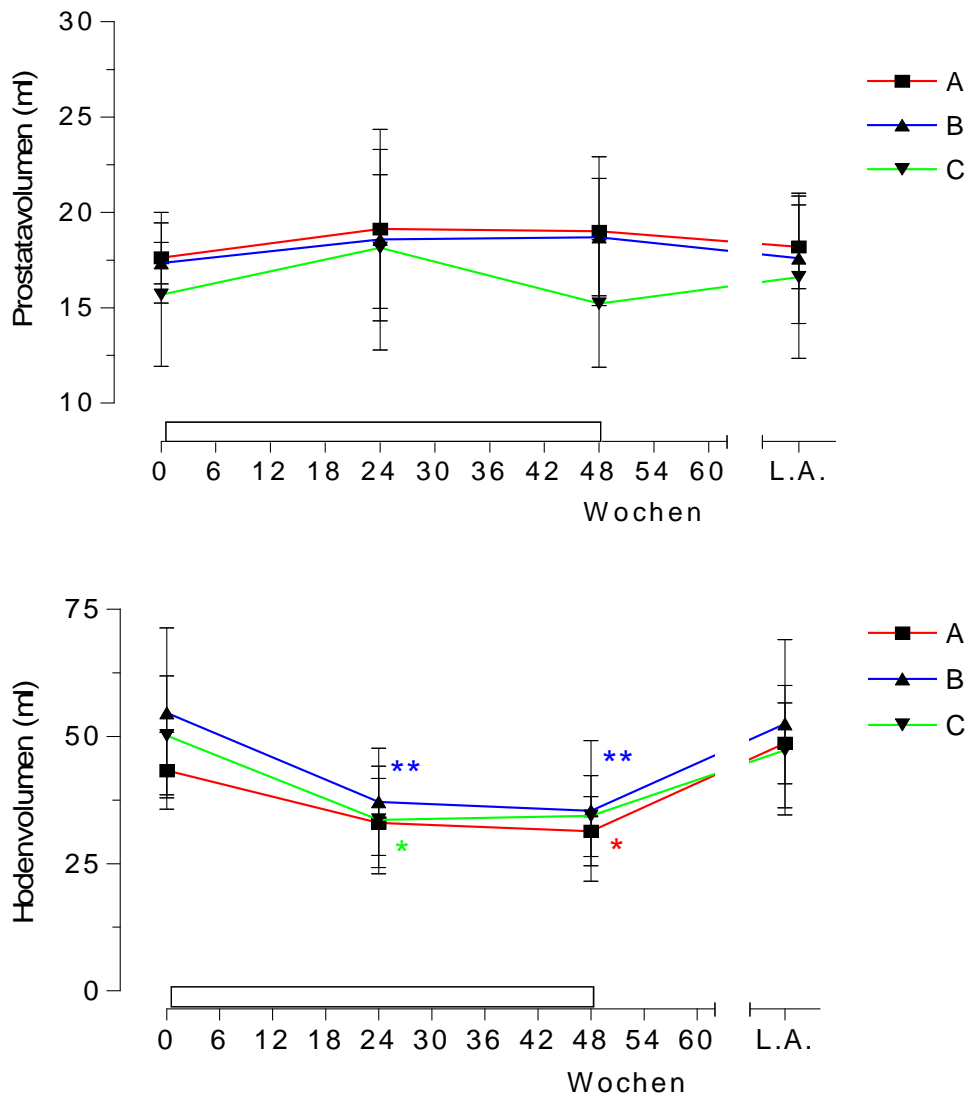 30
25
20
15
10
Prostatavolumen (ml)
A
B
C
0 6 12 18 24 30 36 42 48 54 60 L.A.
Wochen
75
50
25
0
Hodenvolumen (ml)
A
B
C
** **
* *
0 6 12 18 24 30 36 42 48 54 60 L.A.
Wochen